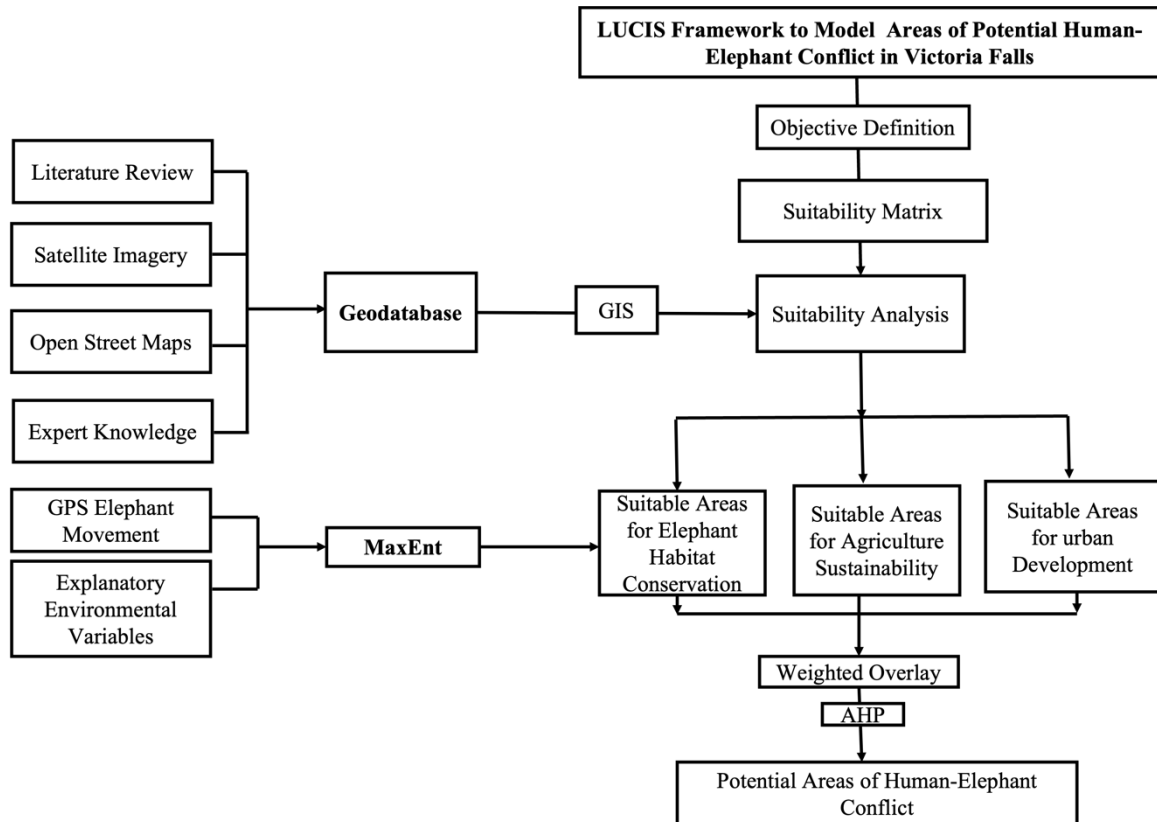 LUCIS Framework to Model Areas of Potential Human-
Elephant Conflict in Victoria Falls
Objective Definition
Literature Review
Suitability Matrix
Satellite Imagery
Geodatabase
GIS
Suitability Analysis
Open Street Maps
Expert Knowledge
GPS Elephant
Movement
MaxEnt
Explanatory
Environmental
Variables
Suitable Areas
for Elephant
Habitat
Conservation
Suitable Areas
for Agriculture
Sustainability
Suitable Areas
for urban
Development
Weighted Overlay
AHP
Potential Areas of Human-Elephant
Conflict